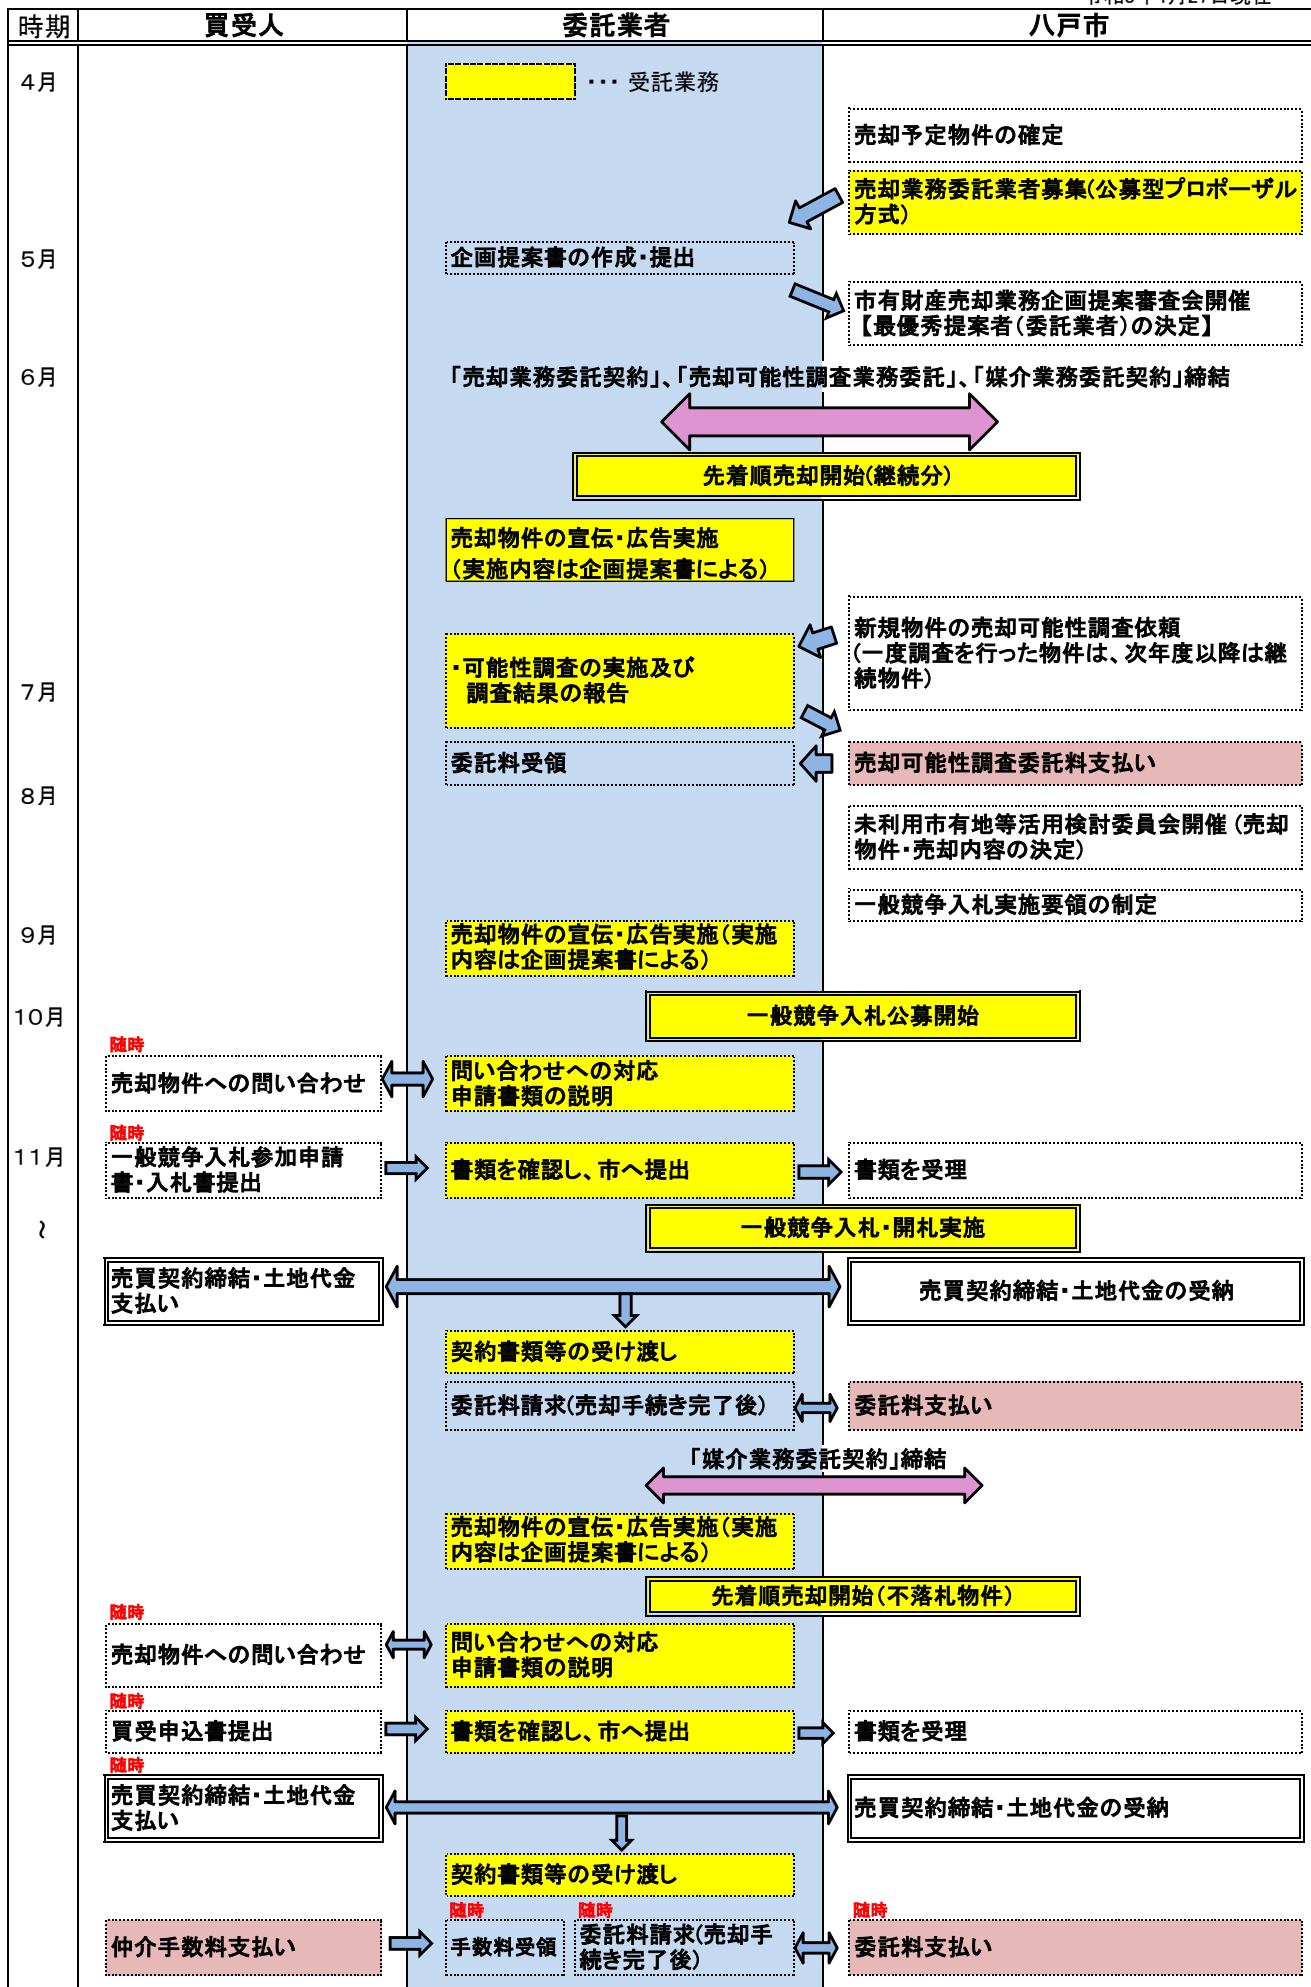 時期
買受人
委託業者
八戸市
4月
・・・ 受託業務
売却予定物件の確定
売却業務委託業者募集(公募型プロポーザル
方式)
5月
企画提案書の作成・提出
市有財産売却業務企画提案審査会開催
【最優秀提案者(委託業者)の決定】
6月
「売却業務委託契約」、「売却可能性調査業務委託」、「媒介業務委託契約」締結
先着順売却開始(継続分)
売却物件の宣伝・広告実施
(実施内容は企画提案書による)
新規物件の売却可能性調査依頼
(一度調査を行った物件は、次年度以降は継
続物件)
・可能性調査の実施及び
調査結果の報告
7月
委託料受領
売却可能性調査委託料支払い
8月
未利用市有地等活用検討委員会開催(売却
物件・売却内容の決定)
一般競争入札実施要領の制定
9月
売却物件の宣伝・広告実施(実施
内容は企画提案書による)
10月
一般競争入札公募開始
随時
売却物件への問い合わせ
問い合わせへの対応
申請書類の説明
11月
随時
一般競争入札参加申請
書・入札書提出
書類を確認し、市へ提出
書類を受理
~
一般競争入札・開札実施
売買契約締結・土地代金
支払い
売買契約締結・土地代金の受納
契約書類等の受け渡し
委託料請求(売却手続き完了後)
委託料支払い
「媒介業務委託契約」締結
売却物件の宣伝・広告実施(実施
内容は企画提案書による)
先着順売却開始(不落札物件)
随時
売却物件への問い合わせ
問い合わせへの対応
申請書類の説明
随時
買受申込書提出
書類を確認し、市へ提出
書類を受理
随時
売買契約締結・土地代金
支払い
売買契約締結・土地代金の受納
契約書類等の受け渡し
仲介手数料支払い
随時
手数料受領
随時
委託料請求(売却手
続き完了後)
随時
委託料支払い